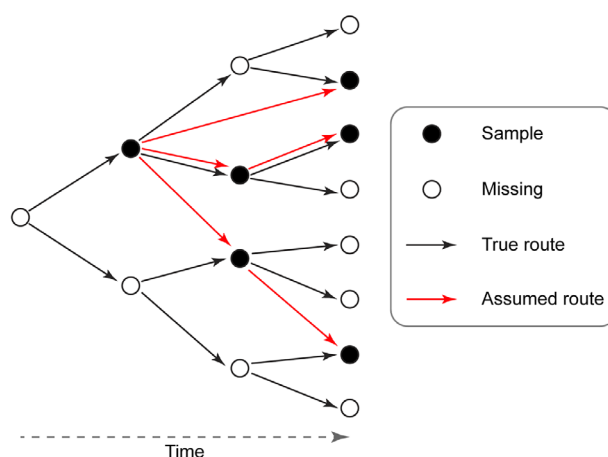 Sample
Missing
True route
Assumed route
Time